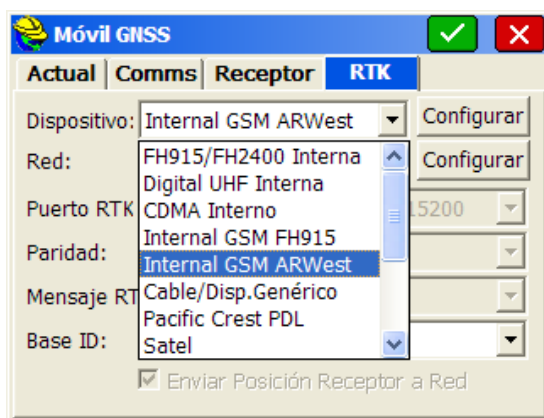 Móvil GNSS
Actual Comms Receptor RTK
Dispositivo: Internal GSM ARWest Configurar
FH915/FH2400 Interna
Red: Configurar
Digital UHF Interna
Puerto RTK CDMA Interno 15200
Internal GSM FH915
Paridad:
Internal GSM ARWest
Mensaje RT Cable/Disp.Genérico
Pacific Crest PDL
Base ID: Satel
Enviar Posición Receptor a Red